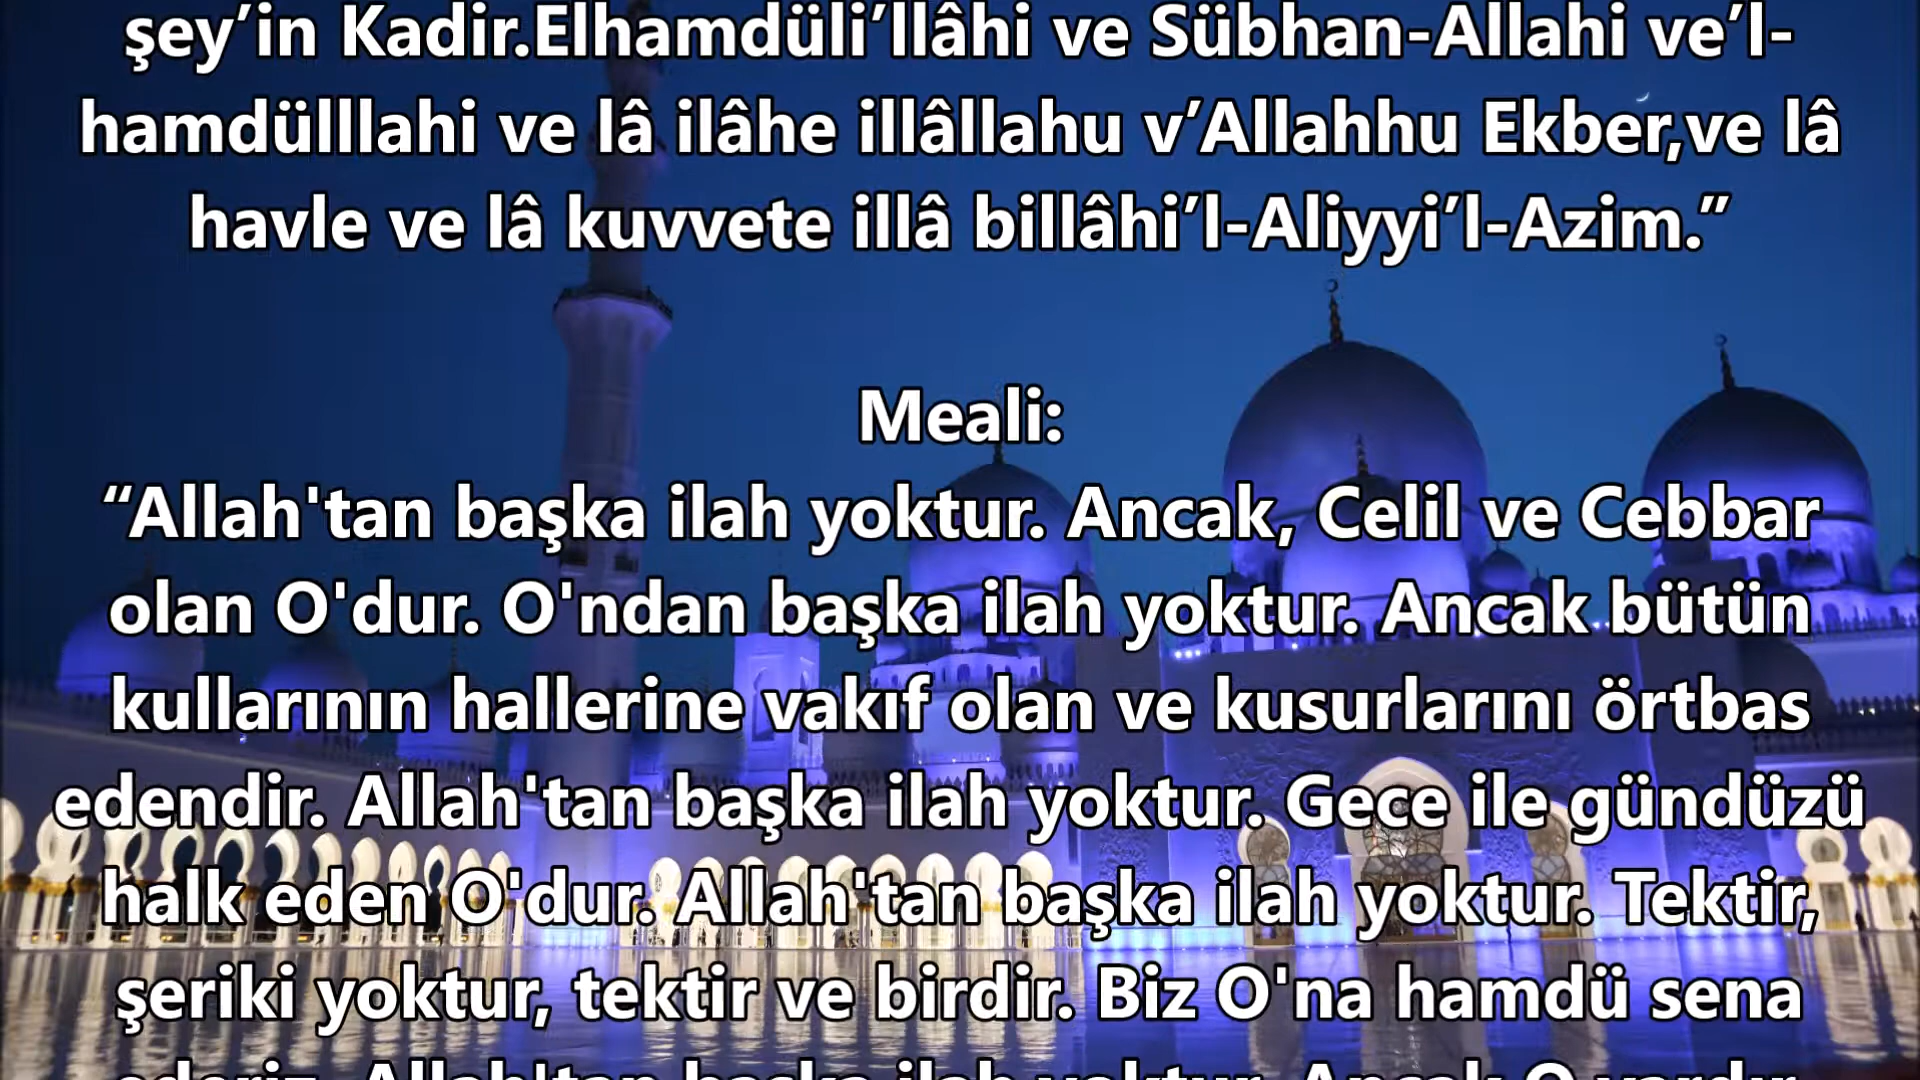 şey’in Kadir.Elhamdüli’llâhi ve Sübhan-Allahi ve’l-
hamdülllahi ve lâ ilâhe illâllahu v’Allahhu Ekber,ve lâ
havle ve lâ kuvvete illâ billâhi’l-Aliyyi’l-Azim.”
Meali:
“Allah'tan başka ilah yoktur. Ancak, Celil ve Cebbar
olan O'dur. O'ndan başka ilah yoktur. Ancak bütün
kullarının hallerine vakıf olan ve kusurlarını örtbas
edendir. Allah'tan başka ilah yoktur. Gece ile gündüzü
halk eden O'dur. Allah'tan başka ilah yoktur. Tektir,
şeriki yoktur, tektir ve birdir. Biz O'na hamdü sena
ederiz. Allah'tan başka ilah yoktur. Ancak O vardır.